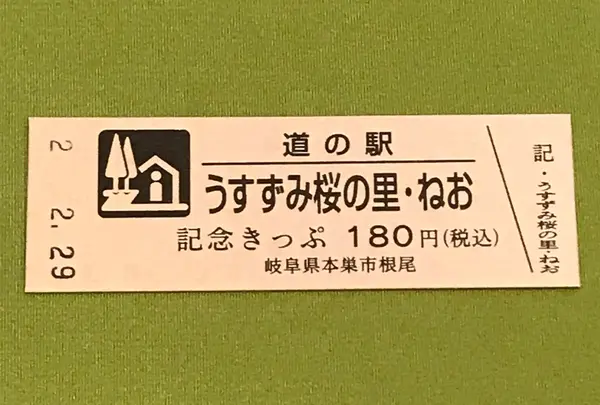 2. 2.29
道の駅
うすずみ桜の里・ねお
記念きっぷ 180円(税込)
岐阜県本巣市根尾
記・うすずみ桜の里・ねお